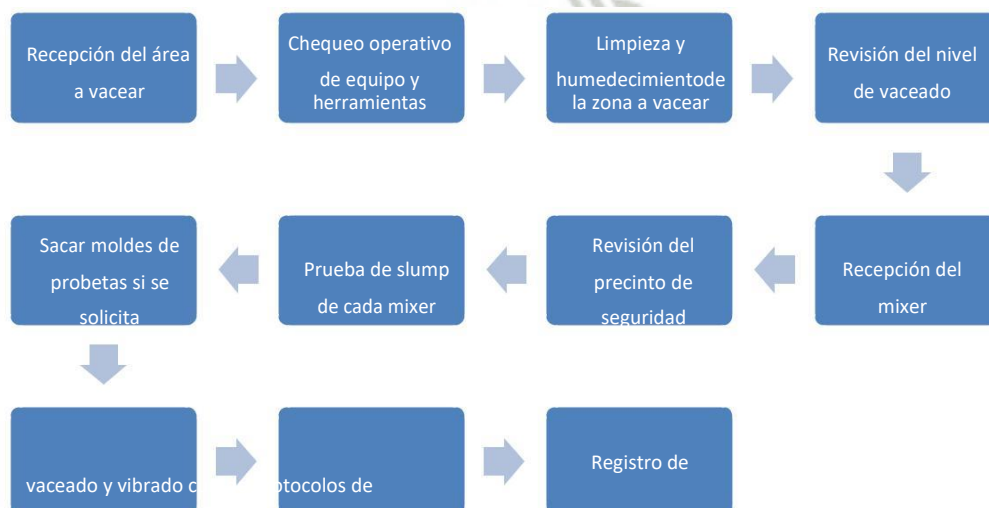 Recepción del área
a vacear
Chequeo operativo
de equipo y
herramientas
Limpieza y
humedecimientode
la zona a vacear
Revisión del nivel
de vaceado
Recepción del
mixer
Revisión del
precinto de
seguridad
Prueba de slump
de cada mixer
Sacar moldes de
probetas si se
solicita
vaceado y vibrado
otocolos de
Registro de